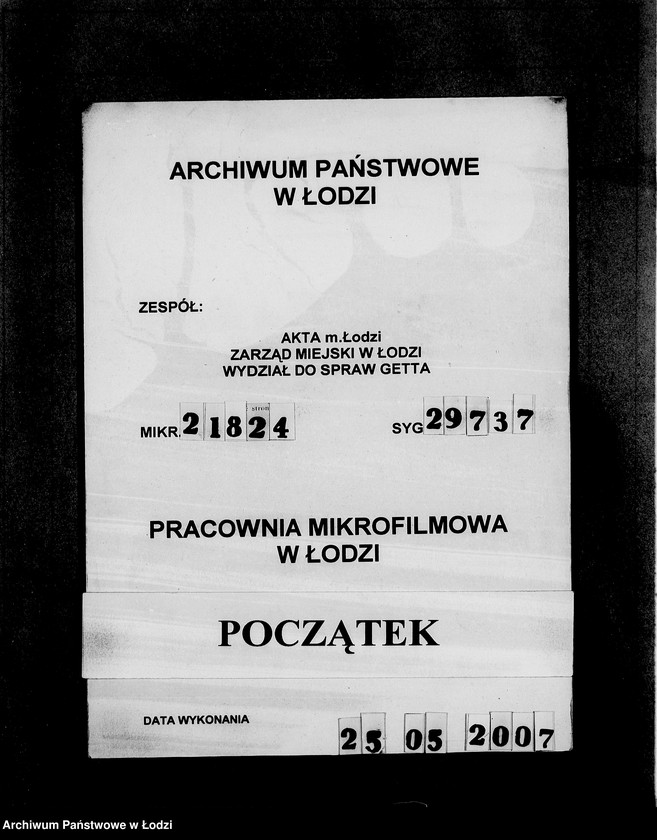 ARCHIWUM PAŃSTWOWE
W ŁODZI
ZESPÓŁ:
AKTA m.Łodzi
ZARZĄD MIEJSKI W ŁODZI
WYDZIAŁ DO SPRAW GETTA
stron
MIKR. 21824 SYG 29737
PRACOWNIA MIKROFILMOWA
W ŁODZI
POCZĄTEK
DATA WYKONANIA 25 05 2007
Archiwum Państwowe w Łodzi